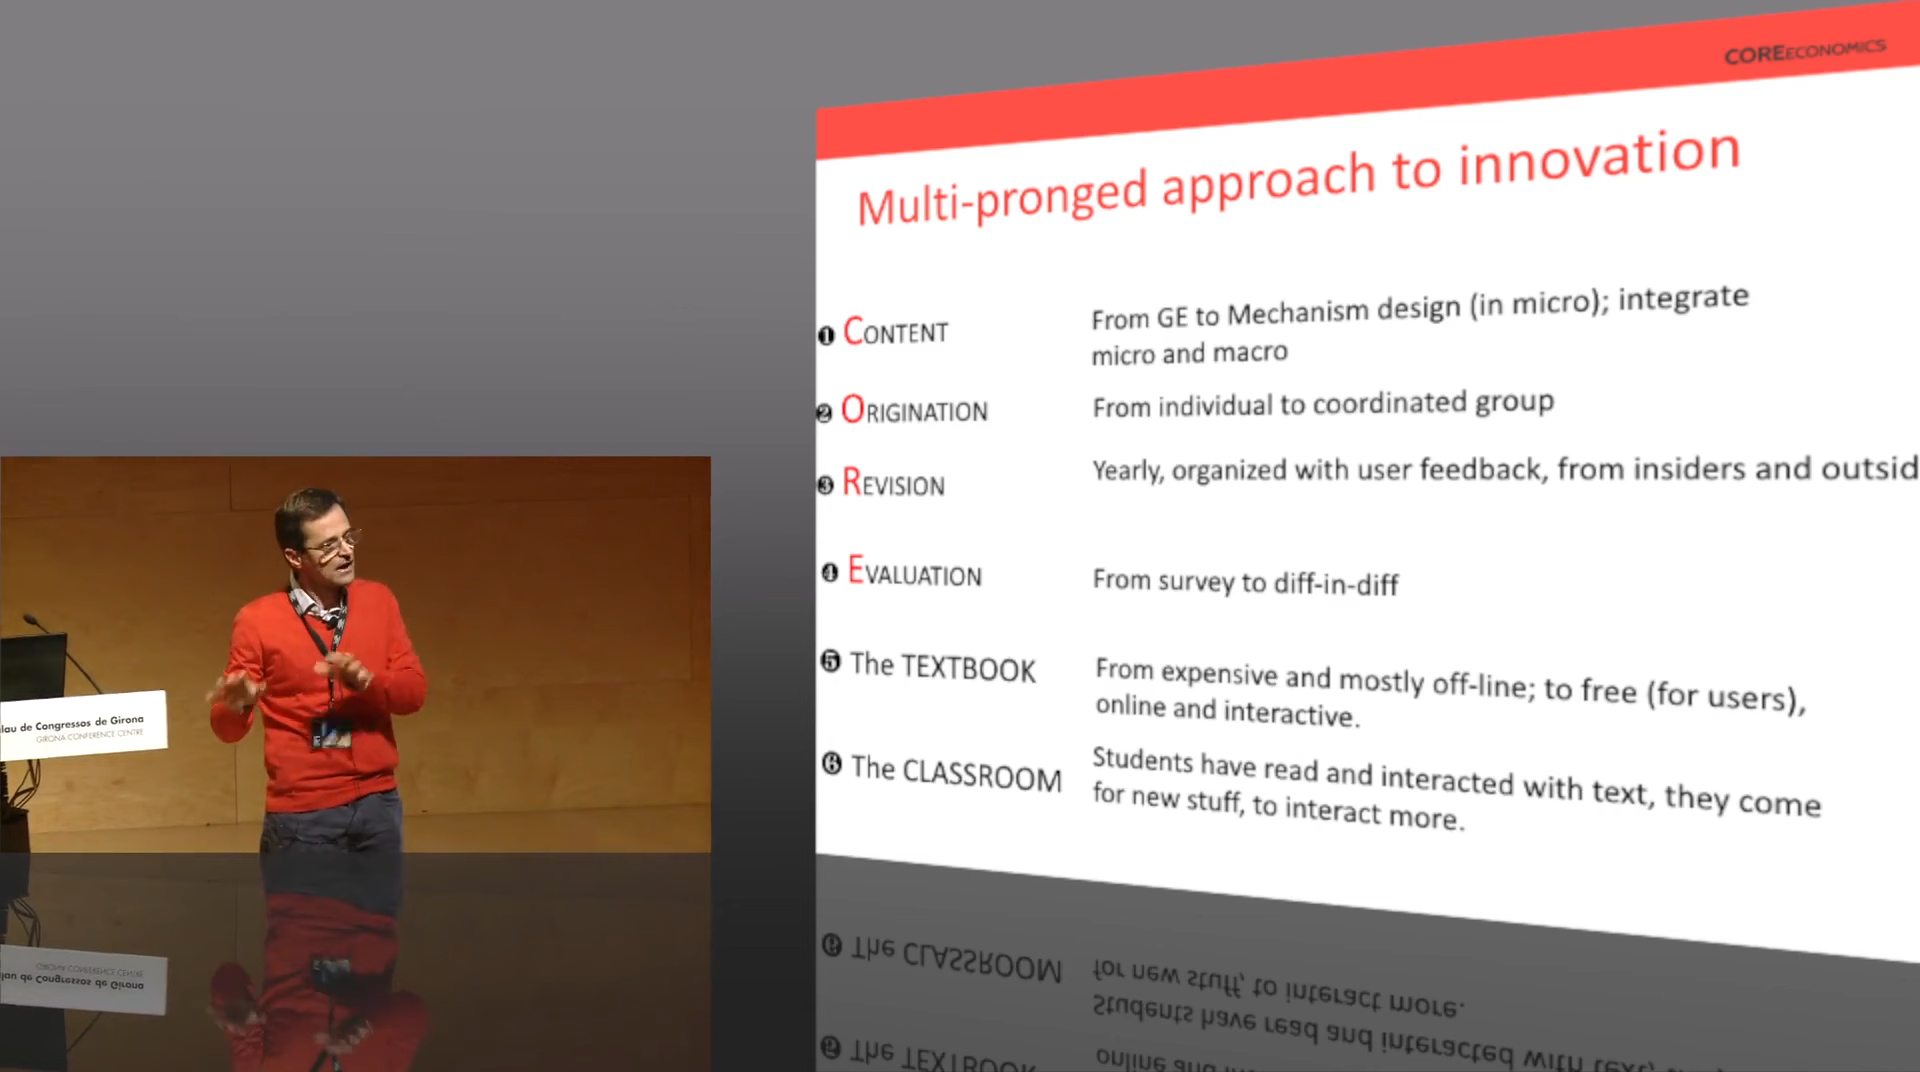 COREECONOMICS
Multi-pronged approach to innovation
❶ CONTENT
From GE to Mechanism design (in micro); integrate
micro and macro
❷ ORIGINATION
From individual to coordinated group
❸ REVISION
Yearly, organized with user feedback, from insiders and outsid
❹ EVALUATION
From survey to diff-in-diff
❺ The TEXTBOOK
From expensive and mostly off-line; to free (for users),
online and interactive.
❻ The CLASSROOM
Students have read and interacted with text, they come
for new stuff, to interact more.
lau de Congressos de Girona
GIRONA CONFERENCE CENTRE